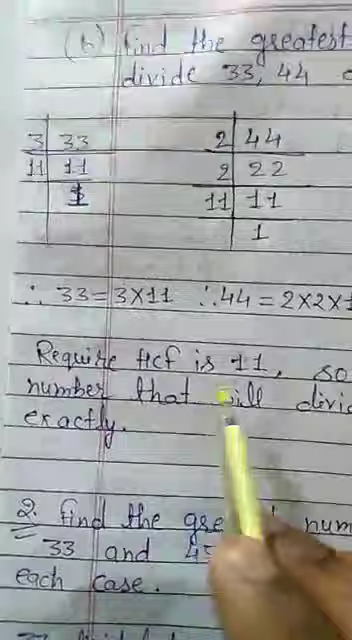 (b) find the greatest
divide 33, 44
3 33 2 44
11 11 2 22
1 11 11
1
∴ 33 = 3×11 ∴ 44 = 2×2×1
Require Hcf is 11, so
number that will divid
exactly.
2. find the num
33 and
each case.